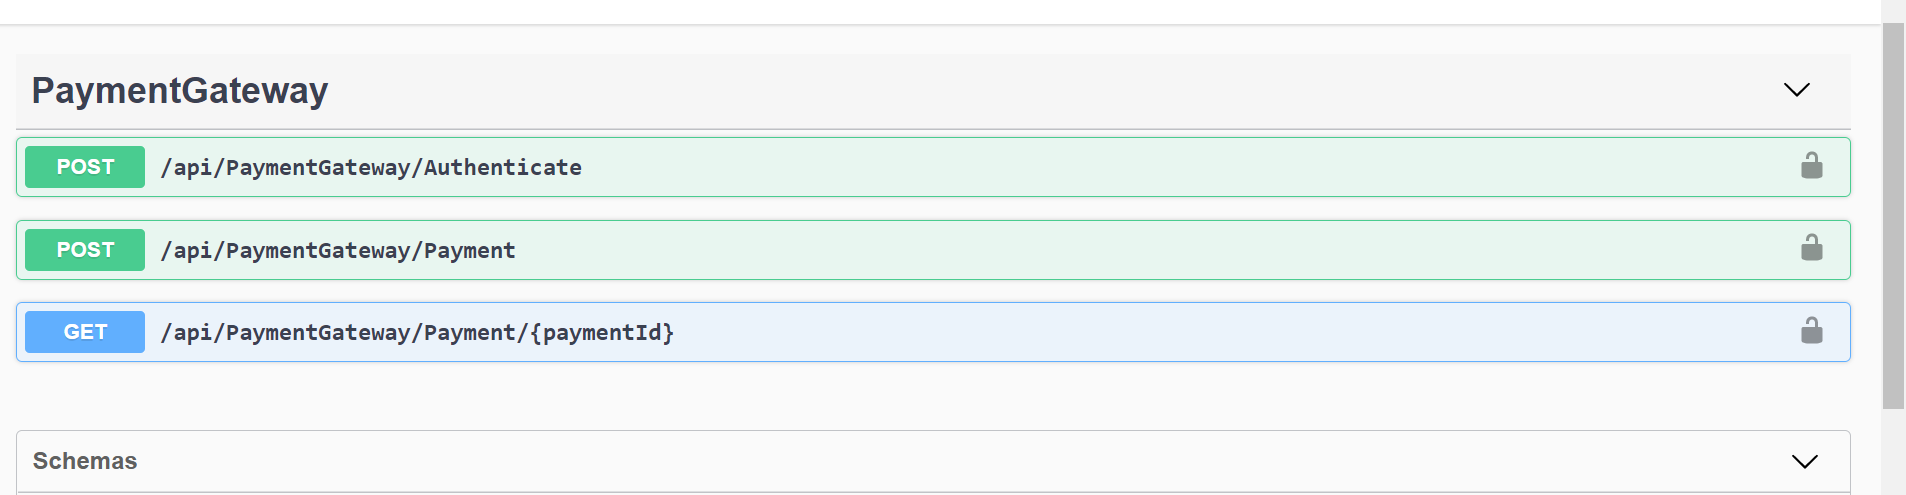 PaymentGateway
POST /api/PaymentGateway/Authenticate
POST /api/PaymentGateway/Payment
GET /api/PaymentGateway/Payment/{paymentId}
Schemas